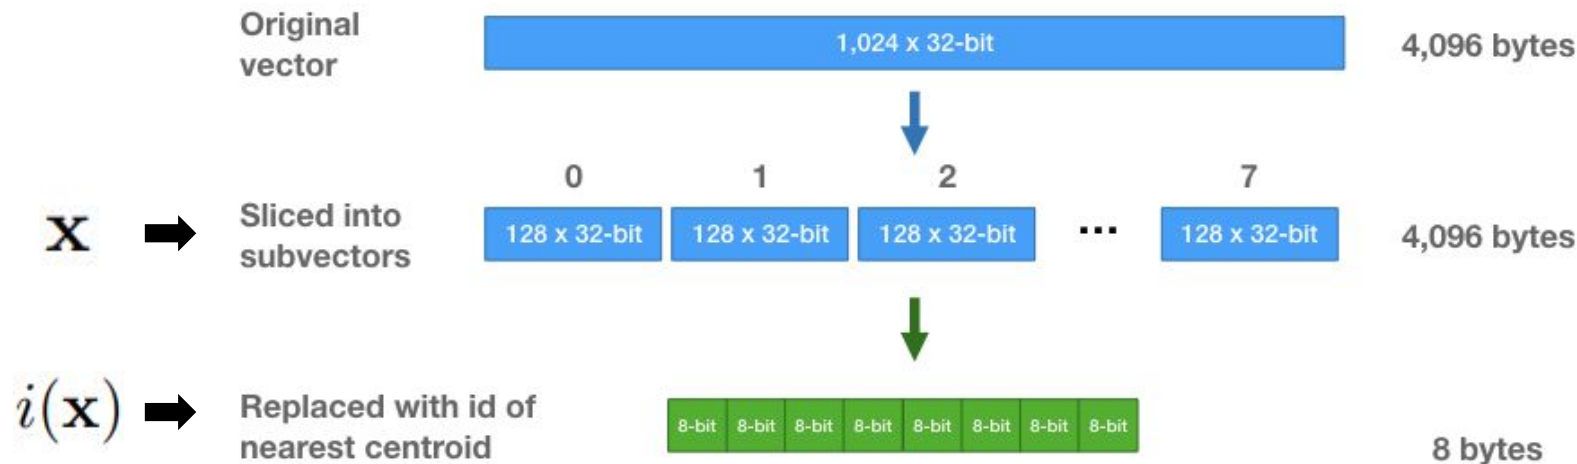 Original
vector
1,024 x 32-bit
4,096 bytes
0 1 2 7
x
Sliced into
subvectors
128 x 32-bit 128 x 32-bit 128 x 32-bit ... 128 x 32-bit
4,096 bytes
i(x)
Replaced with id of
nearest centroid
8-bit 8-bit 8-bit 8-bit 8-bit 8-bit 8-bit 8-bit
8 bytes